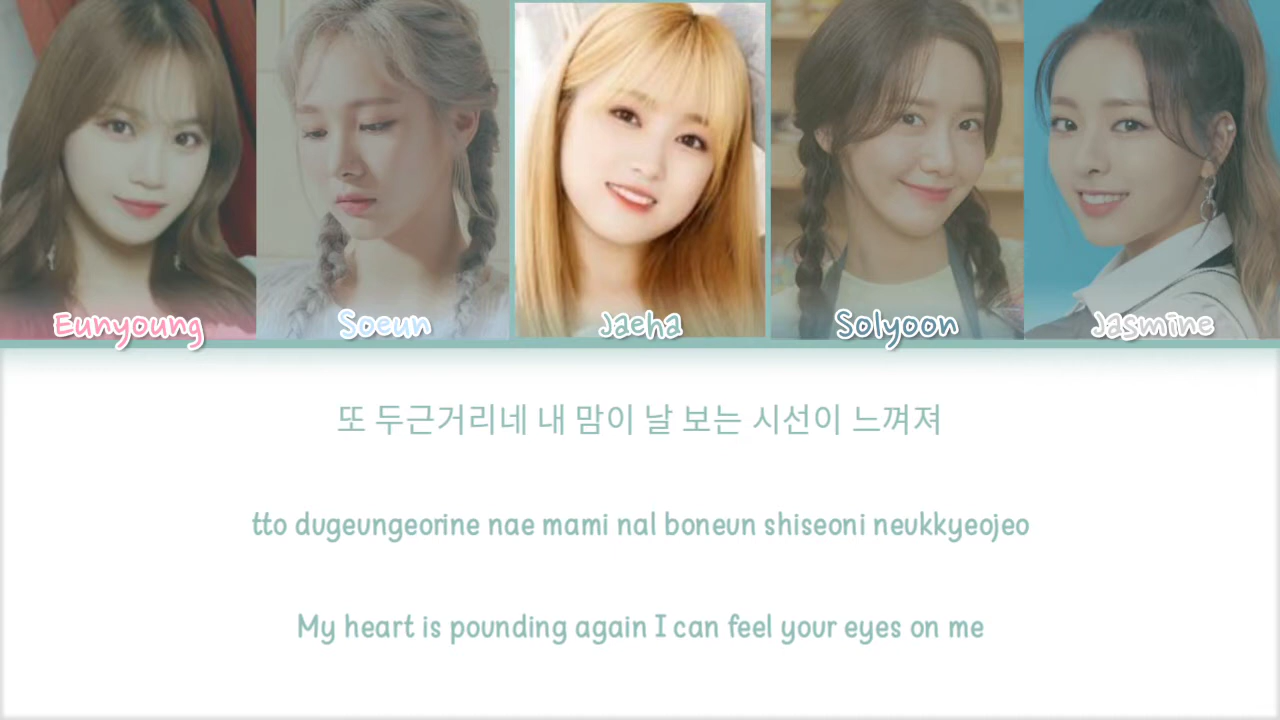 Eunyoung Soeun Jaeha Solyoon Jasmine
또 두근거리네 내 맘이 날 보는 시선이 느껴져
tto dugeungeorine nae mami nal boneun shiseoni neukkyeojeo
My heart is pounding again I can feel your eyes on me